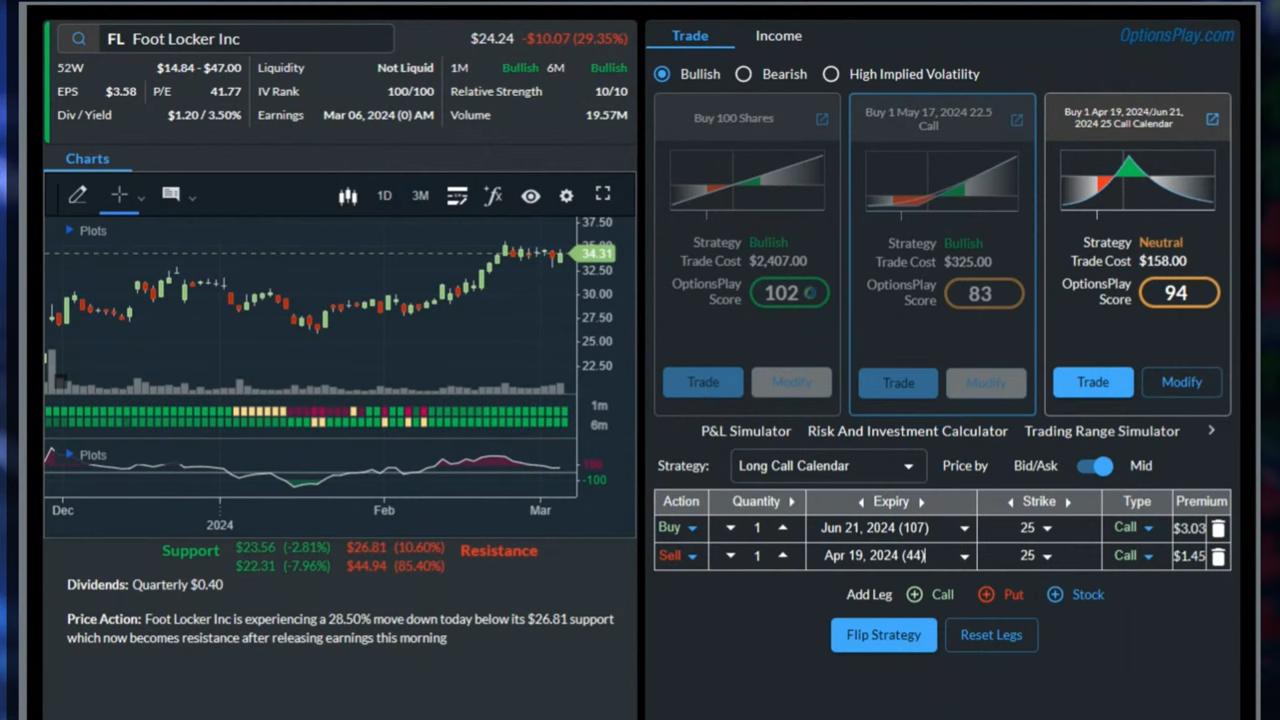 FL Foot Locker Inc
$24.24 -$10.07 (29.35%)
52W $14.84 - $47.00 Liquidity Not Liquid 1M Bullish 6M Bullish
EPS $3.58 P/E 41.77 IV Rank 100/100 Relative Strength 10/10
Div / Yield $1.20 / 3.50% Earnings Mar 06, 2024 (0) AM Volume 19.57M
Charts
1D 3M
Plots
37.50
35.00
34.31
32.50
30.00
27.50
25.00
22.50
1m
6m
Plots
100
-100
Dec Feb Mar
2024
Support $23.56 (-2.81%) $26.81 (10.60%) Resistance
$22.31 (-7.96%) $44.94 (85.40%)
Dividends: Quarterly $0.40
Price Action: Foot Locker Inc is experiencing a 28.50% move down today below its $26.81 support
which now becomes resistance after releasing earnings this morning
Trade Income OptionsPlay.com
Bullish Bearish High Implied Volatility
Buy 100 Shares
Strategy Bullish
Trade Cost $2,407.00
OptionsPlay
Score 102
Trade Modify
Buy 1 May 17, 2024 22.5
Call
Strategy Bullish
Trade Cost $325.00
OptionsPlay
Score 83
Trade Modify
Buy 1 Apr 19, 2024/Jun 21,
2024 25 Call Calendar
Strategy Neutral
Trade Cost $158.00
OptionsPlay
Score 94
Trade Modify
P&L Simulator Risk And Investment Calculator Trading Range Simulator
Strategy: Long Call Calendar Price by Bid/Ask Mid
Action Quantity Expiry Strike Type Premium
Buy 1 Jun 21, 2024 (107) 25 Call $3.03
Sell 1 Apr 19, 2024 (44) 25 Call $1.45
Add Leg Call Put Stock
Flip Strategy Reset Legs